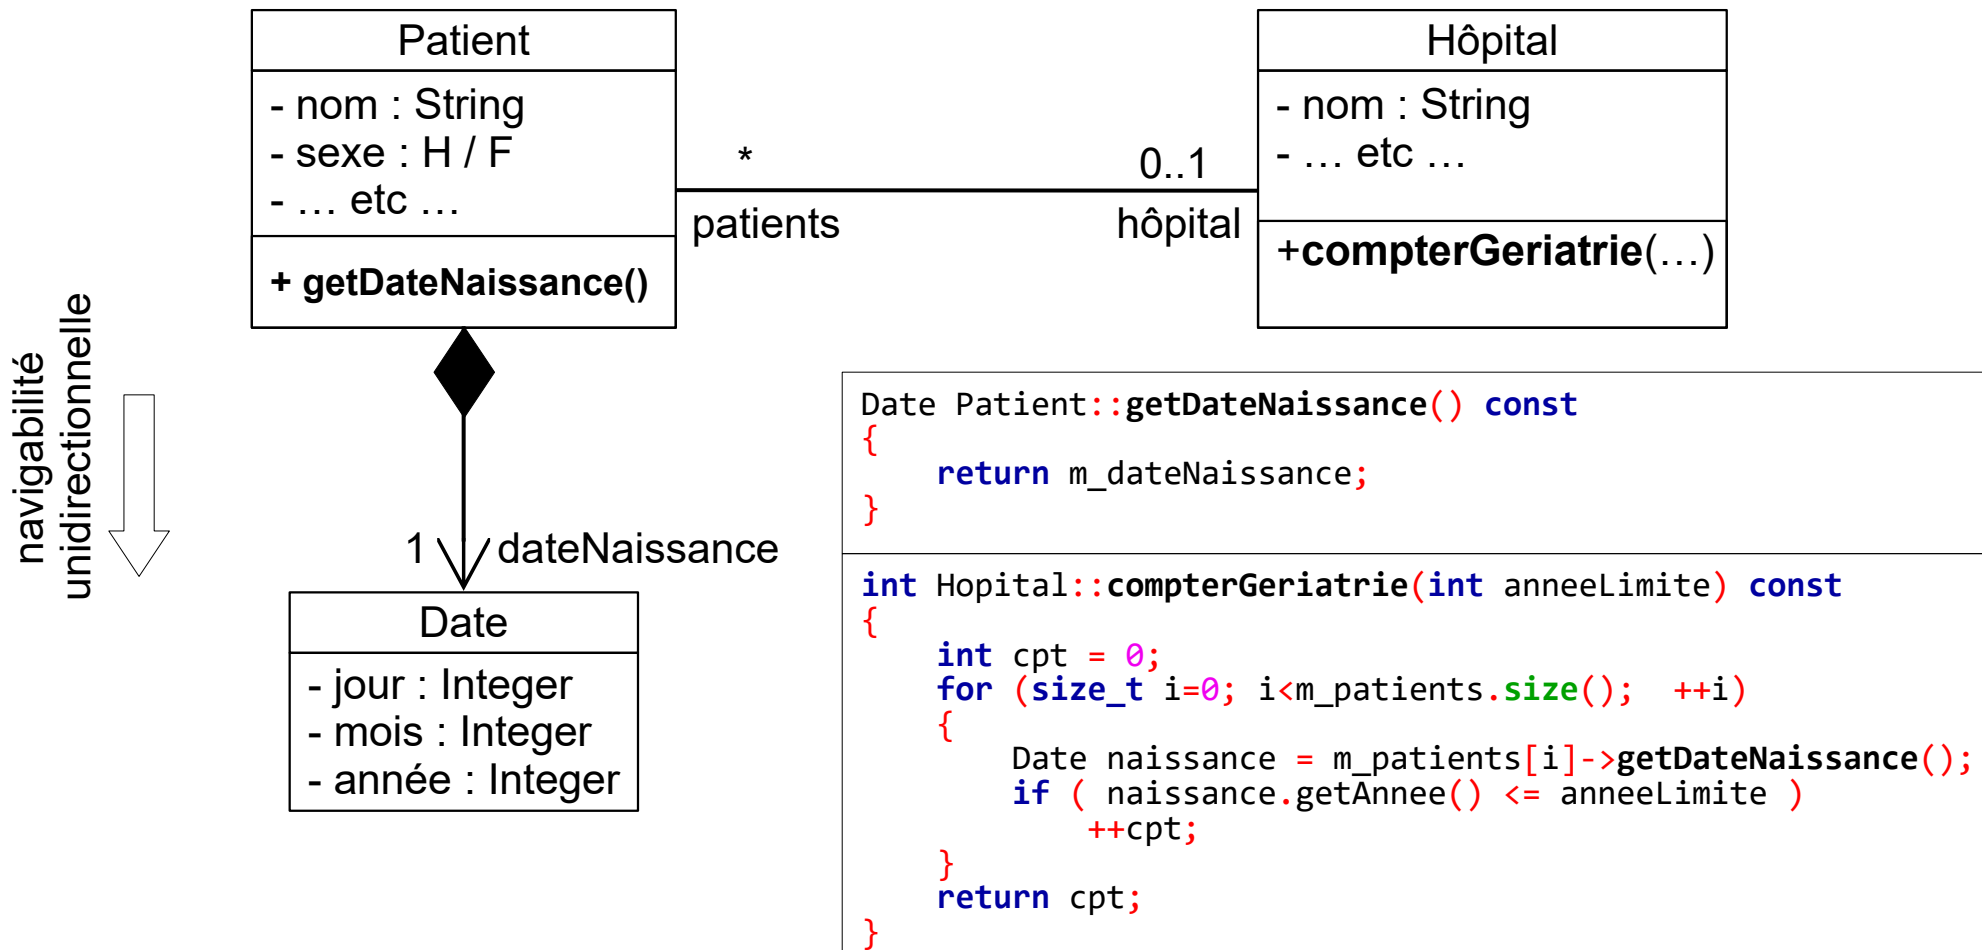 Patient
- nom : String
- sexe : H / F
- … etc …
+ getDateNaissance()
*
patients
0..1
hôpital
Hôpital
- nom : String
- … etc …
+compterGeriatrie(…)
navigabilité
unidirectionnelle
1
dateNaissance
Date
- jour : Integer
- mois : Integer
- année : Integer
Date Patient::getDateNaissance() const
{
    return m_dateNaissance;
}
int Hopital::compterGeriatrie(int anneeLimite) const
{
    int cpt = 0;
    for (size_t i=0; i<m_patients.size();  ++i)
    {
        Date naissance = m_patients[i]->getDateNaissance();
        if ( naissance.getAnnee() <= anneeLimite )
            ++cpt;
    }
    return cpt;
}